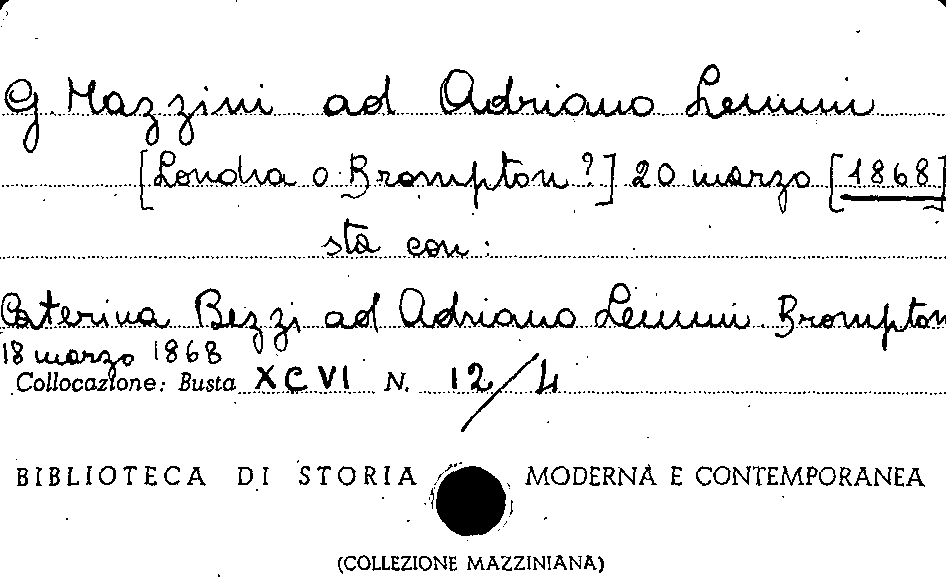 G. Mazzini ad Adriano Lemmi
[Londra o Brompton?] 20 marzo [1868]
sta con:
Caterina Bezzi ad Adriano Lemmi. Brompton
18 marzo 1868
Collocazione: Busta XCVI N. 12/4
BIBLIOTECA DI STORIA MODERNA E CONTEMPORANEA
(COLLEZIONE MAZZINIANA)